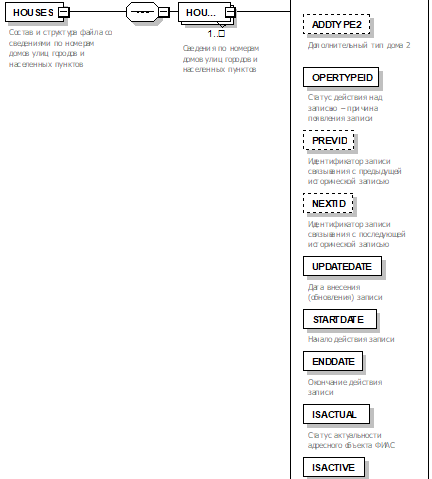 HOUSES
Состав и структура файла со
сведениями по номерам
домов улиц городов и
населенных пунктов
HOU...
1..□
Сведения по номерам
домов улиц городов и
населенных пунктов
ADDTYPE2
Дополнительный тип дома 2
OPERTYPEID
Статус действия над
записью – причина
появления записи
PREVID
Идентификатор записи
связывания с предыдущей
исторической записью
NEXTID
Идентификатор записи
связывания с последующей
исторической записью
UPDATEDATE
Дата внесения
(обновления) записи
STARTDATE
Начало действия записи
ENDDATE
Окончание действия
записи
ISACTUAL
Статус актуальности
адресного объекта ФИАС
ISACTIVE